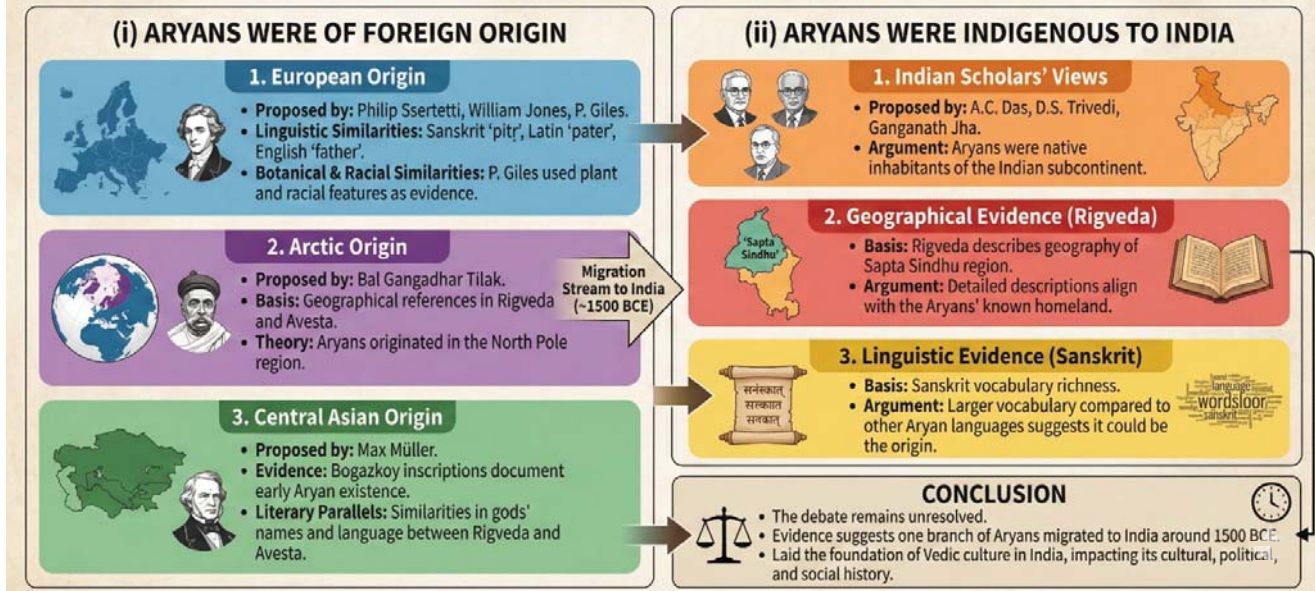 (i) ARYANS WERE OF FOREIGN ORIGIN
1. European Origin
• Proposed by: Philip Ssertetti, William Jones, P. Giles.
• Linguistic Similarities: Sanskrit ‘pitṛ’, Latin ‘pater’,
English ‘father’.
• Botanical & Racial Similarities: P. Giles used plant
and racial features as evidence.
2. Arctic Origin
• Proposed by: Bal Gangadhar Tilak.
• Basis: Geographical references in Rigveda
and Avesta.
• Theory: Aryans originated in the North Pole
region.
3. Central Asian Origin
• Proposed by: Max Müller.
• Evidence: Bogazkoy inscriptions document
early Aryan existence.
• Literary Parallels: Similarities in gods’
names and language between Rigveda and
Avesta.
Migration
Stream to India
(~1500 BCE)
(ii) ARYANS WERE INDIGENOUS TO INDIA
1. Indian Scholars’ Views
• Proposed by: A.C. Das, D.S. Trivedi,
Ganganath Jha.
• Argument: Aryans were native
inhabitants of the Indian subcontinent.
2. Geographical Evidence (Rigveda)
‘Sapta
Sindhu’
• Basis: Rigveda describes geography of
Sapta Sindhu region.
• Argument: Detailed descriptions align
with the Aryans’ known homeland.
3. Linguistic Evidence (Sanskrit)
• Basis: Sanskrit vocabulary richness.
• Argument: Larger vocabulary compared to
other Aryan languages suggests it could
be the origin.
language
wordsloor
sanskrit
CONCLUSION
• The debate remains unresolved.
• Evidence suggests one branch of Aryans migrated to India around 1500 BCE.
• Laid the foundation of Vedic culture in India, impacting its cultural, political,
and social history.